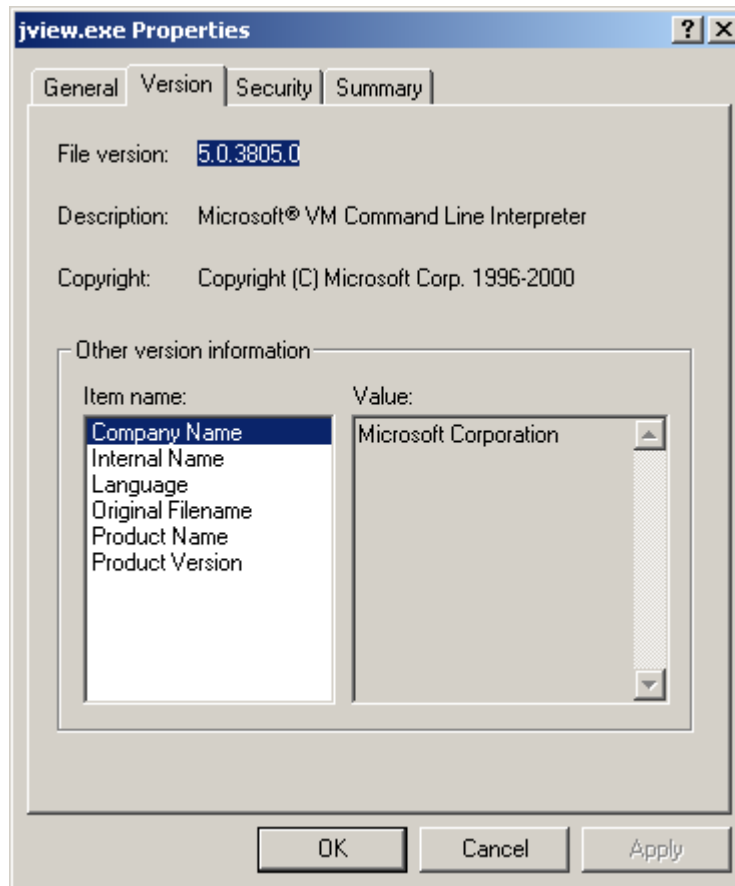 jview.exe Properties
General Version Security Summary
File version: 5.0.3805.0
Description: Microsoft® VM Command Line Interpreter
Copyright: Copyright (C) Microsoft Corp. 1996-2000
Other version information
Item name: Value:
Company Name Microsoft Corporation
Internal Name
Language
Original Filename
Product Name
Product Version
OK Cancel Apply